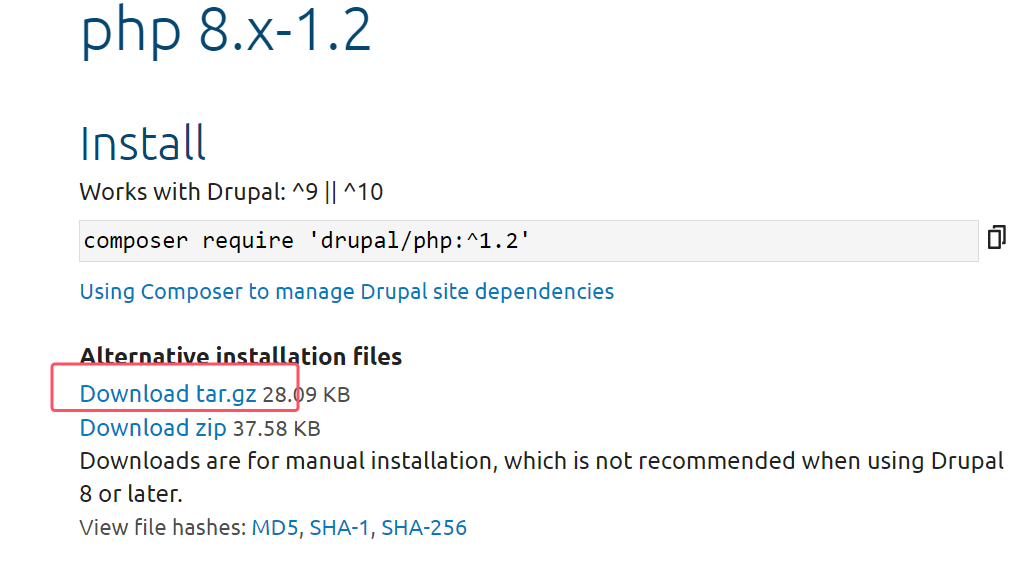 php 8.x-1.2
Install
Works with Drupal: ^9 || ^10
composer require 'drupal/php:^1.2'
Using Composer to manage Drupal site dependencies
Alternative installation files
Download tar.gz 28.09 KB
Download zip 37.58 KB
Downloads are for manual installation, which is not recommended when using Drupal
8 or later.
View file hashes: MD5, SHA-1, SHA-256